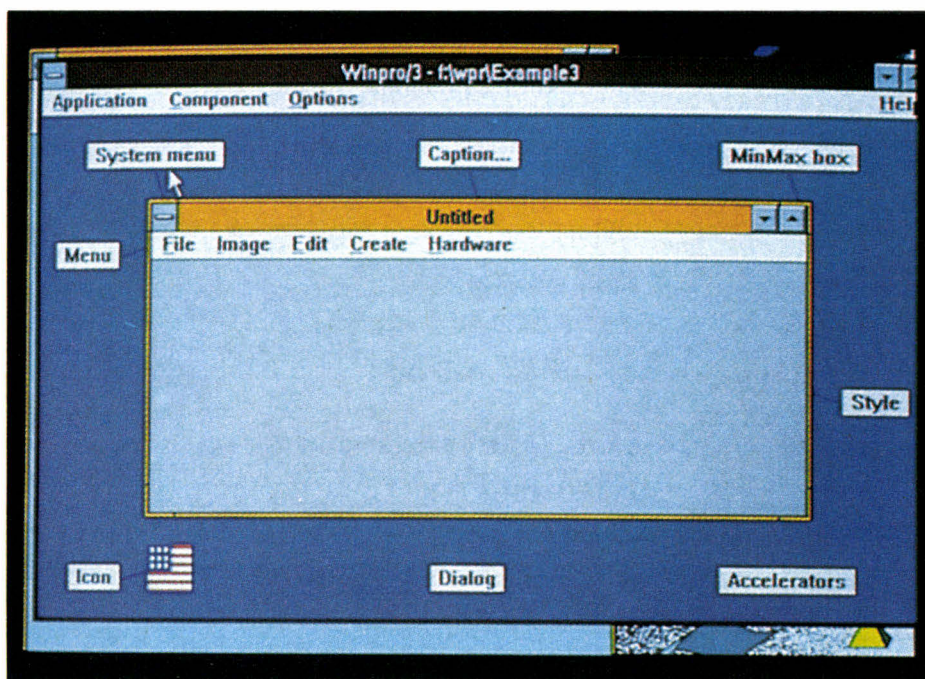 Winpro/3 - f:\wpr\Example3
Application Component Options Help
System menu Caption... MinMax box
Untitled
Menu File Image Edit Create Hardware
Style
Icon Dialog Accelerators